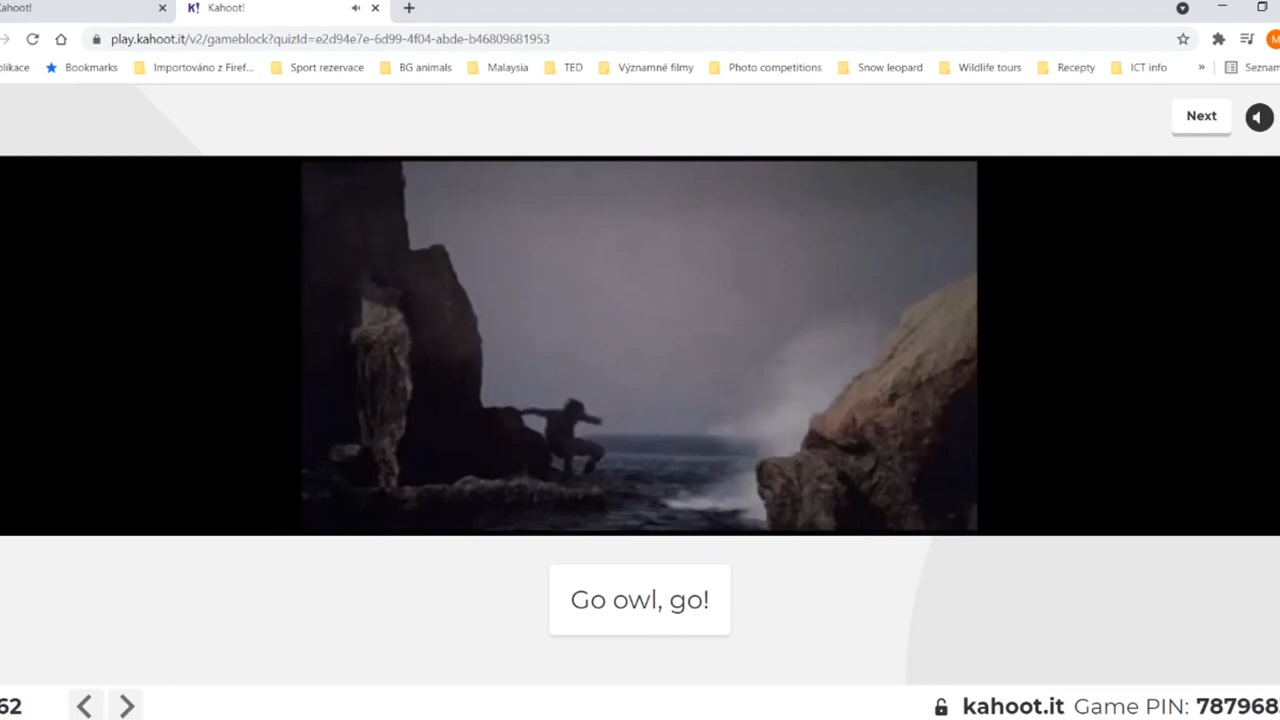 Kahoot!
K! Kahoot!
play.kahoot.it/v2/gameblock?quizId=e2d94e7e-6d99-4f04-abde-b46809681953
plikace
Bookmarks
Importováno z Firef...
Sport rezervace
BG animals
Malaysia
TED
Významné filmy
Photo competitions
Snow leopard
Wildlife tours
Recepty
ICT info
»
Seznam
Next
Go owl, go!
62
kahoot.it Game PIN: 787968